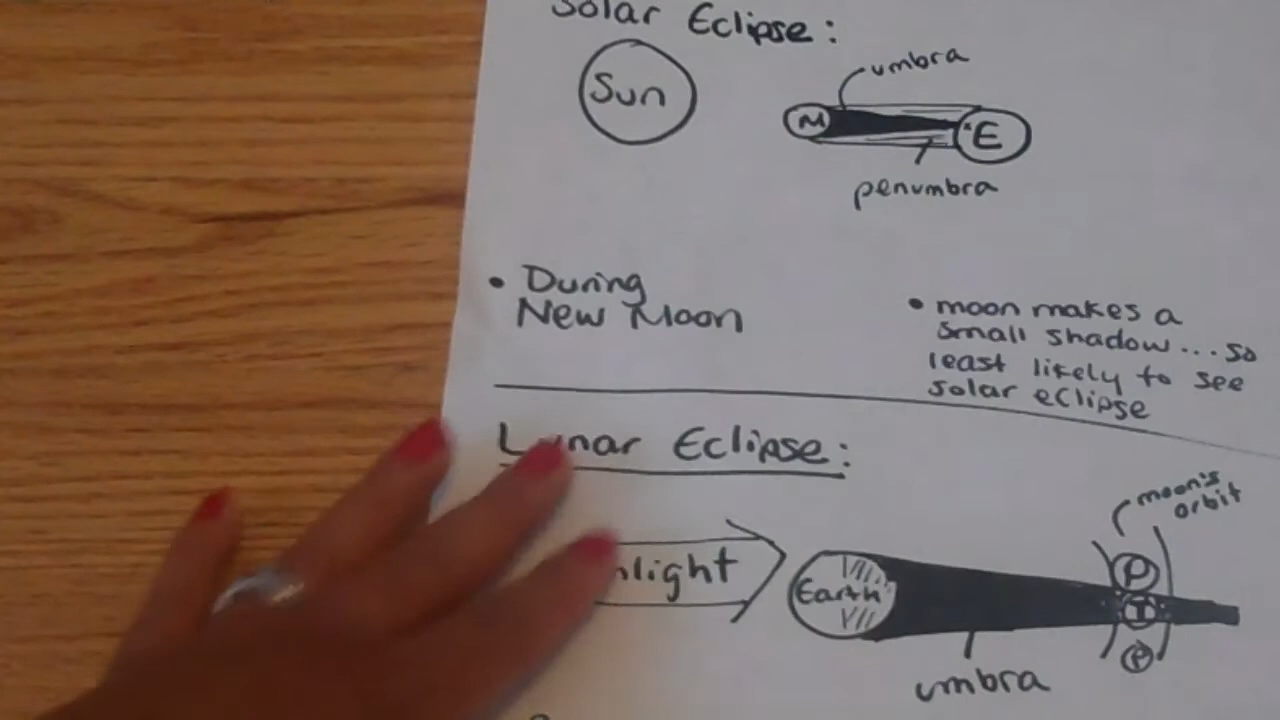 Solar Eclipse:
Sun
umbra
M
E
penumbra
• During
New Moon
• moon makes a
small shadow... so
least likely to see
solar eclipse
Lunar Eclipse:
moon's
orbit
nlight
Earth
P
T
P
umbra